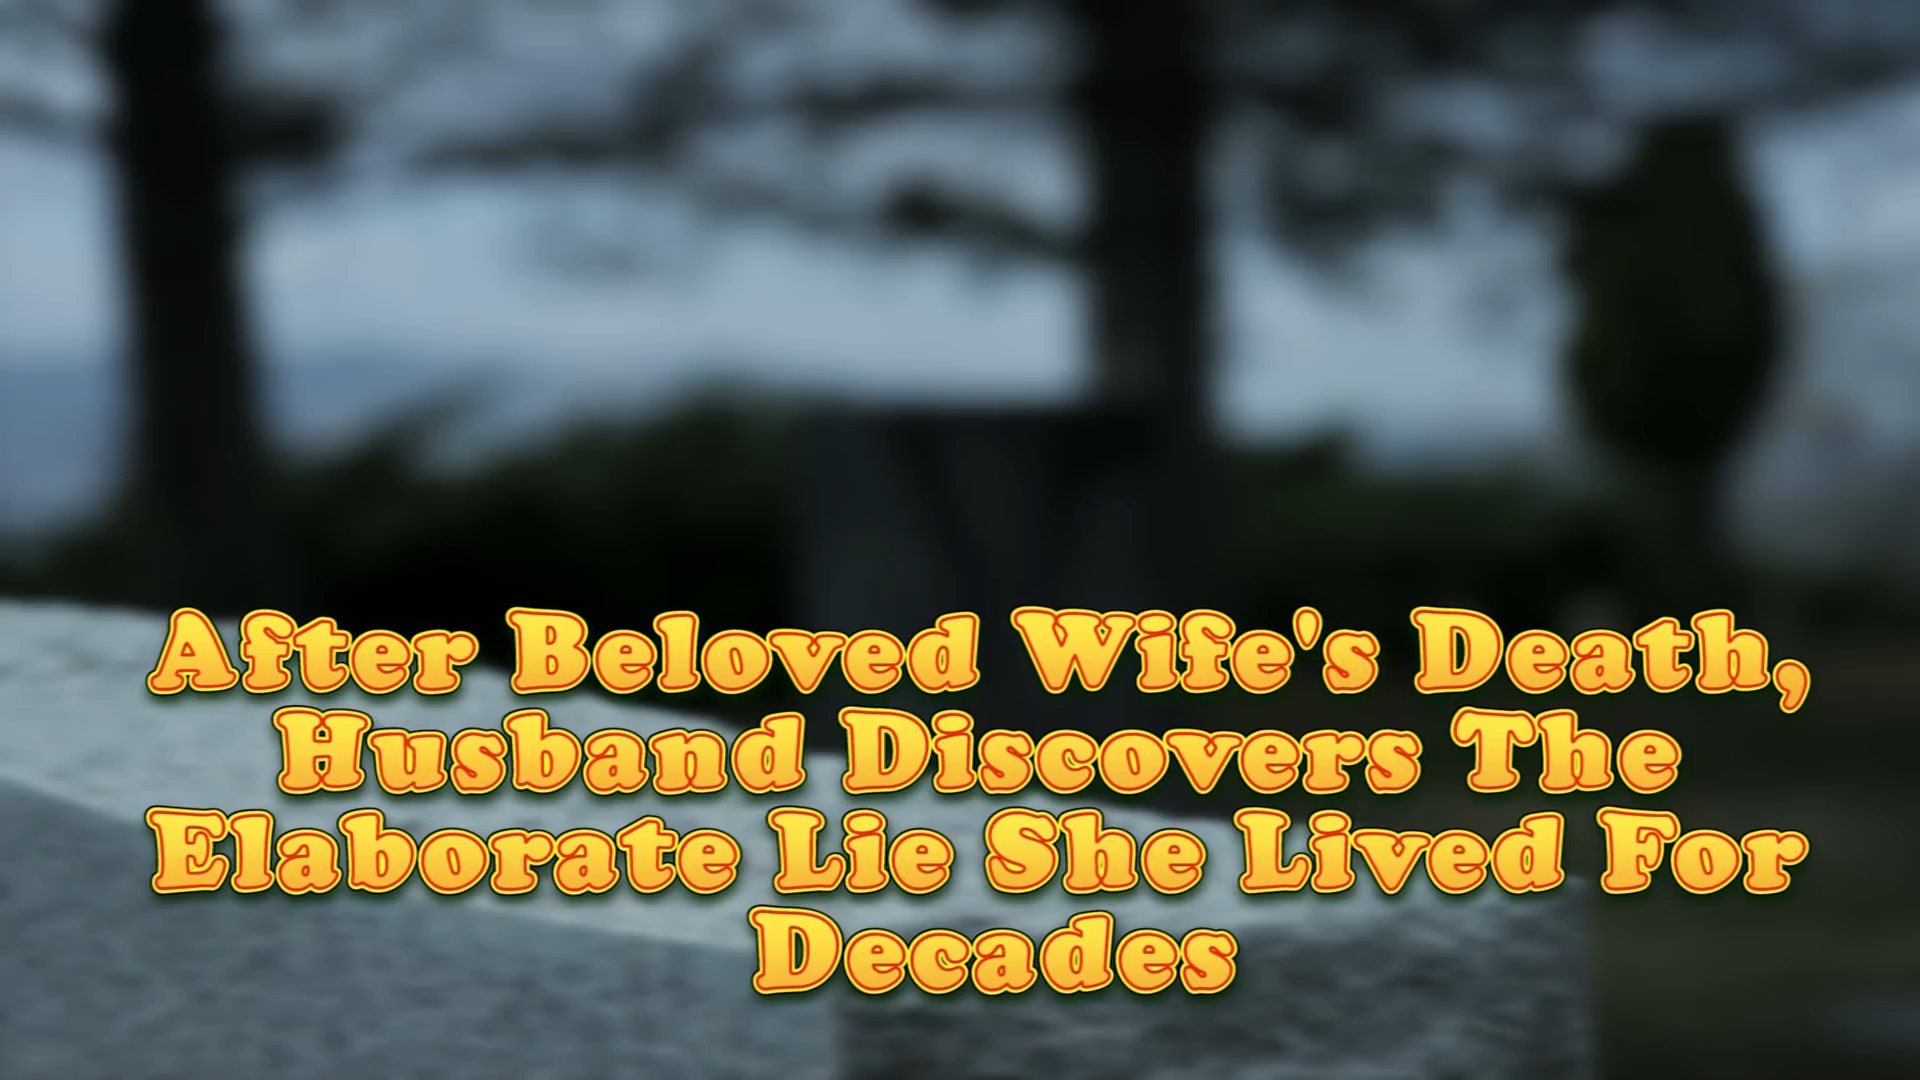 After Beloved Wife's Death,
Husband Discovers The
Elaborate Lie She Lived For
Decades